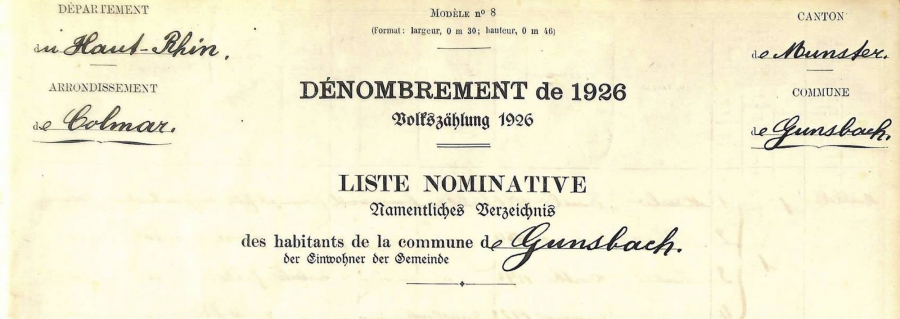 DÉPARTEMENT
du Haut-Rhin.
ARRONDISSEMENT
de Colmar.
MODÈLE nº 8
(Format: largeur, 0 m 30; hauteur, 0 m 46)
DÉNOMBREMENT de 1926
Volkszählung 1926
LISTE NOMINATIVE
Namentliches Verzeichnis
des habitants de la commune de Gunsbach.
der Einwohner der Gemeinde
CANTON
de Munster.
COMMUNE
de Gunsbach.